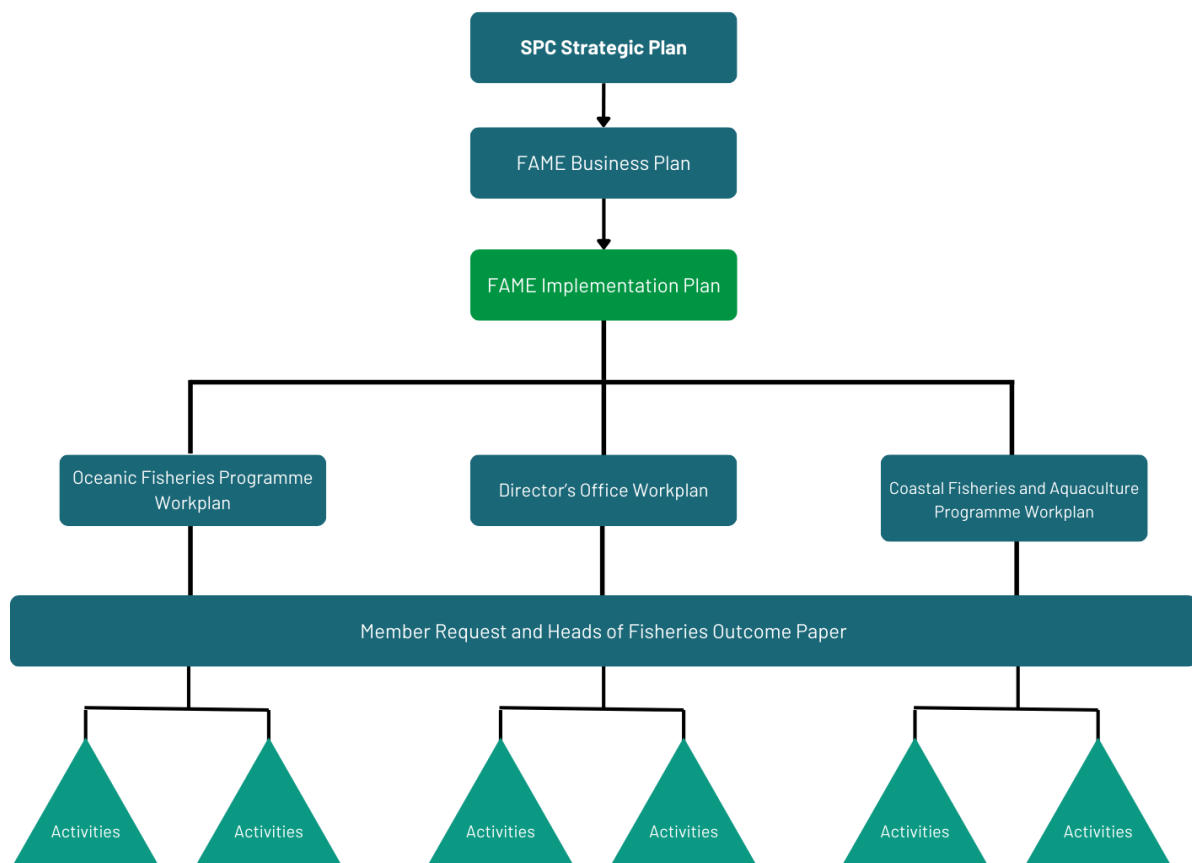 SPC Strategic Plan
FAME Business Plan
FAME Implementation Plan
Oceanic Fisheries Programme
Workplan
Director's Office Workplan
Coastal Fisheries and Aquaculture
Programme Workplan
Member Request and Heads of Fisheries Outcome Paper
Activities
Activities
Activities
Activities
Activities
Activities